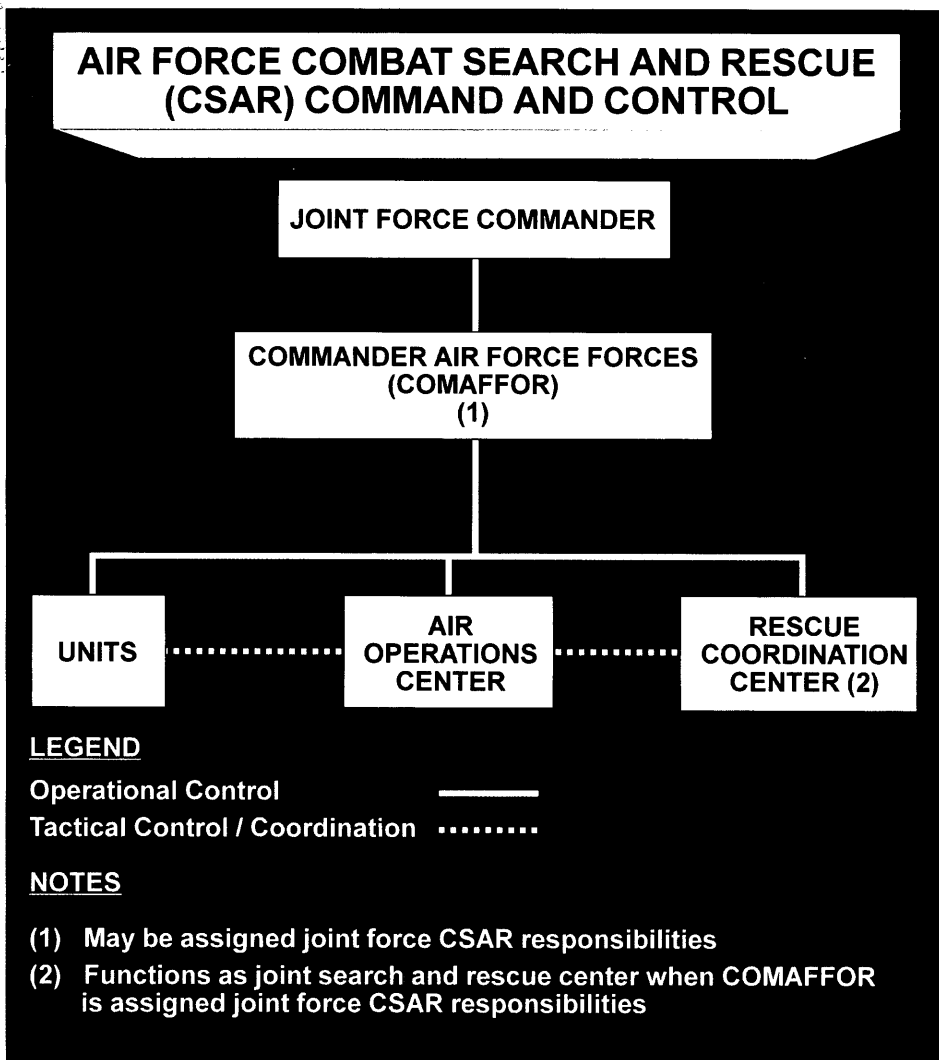 AIR FORCE COMBAT SEARCH AND RESCUE
(CSAR) COMMAND AND CONTROL
JOINT FORCE COMMANDER
COMMANDER AIR FORCE FORCES
(COMAFFOR)
(1)
UNITS
AIR
OPERATIONS
CENTER
RESCUE
COORDINATION
CENTER (2)
LEGEND
Operational Control
Tactical Control / Coordination
NOTES
(1) May be assigned joint force CSAR responsibilities
(2) Functions as joint search and rescue center when COMAFFOR
is assigned joint force CSAR responsibilities